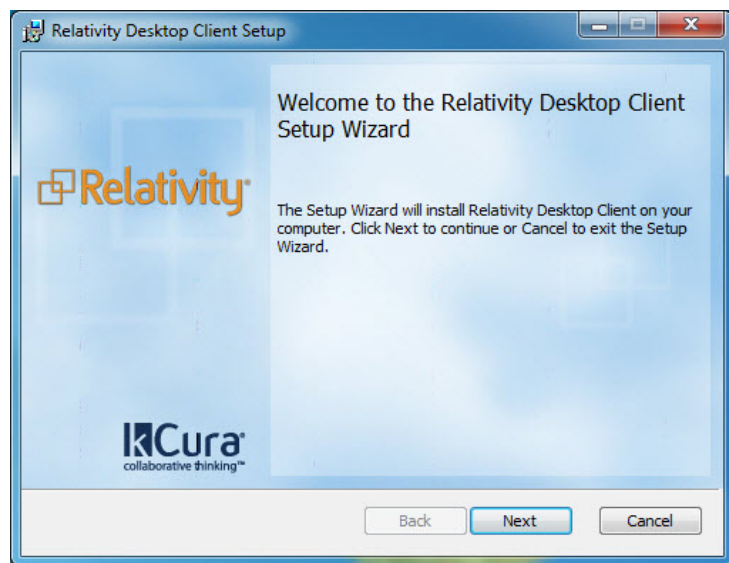 Relativity Desktop Client Setup
Welcome to the Relativity Desktop Client
Setup Wizard
Relativity
The Setup Wizard will install Relativity Desktop Client on your
computer. Click Next to continue or Cancel to exit the Setup
Wizard.
kCura
collaborative thinking™
Back Next Cancel